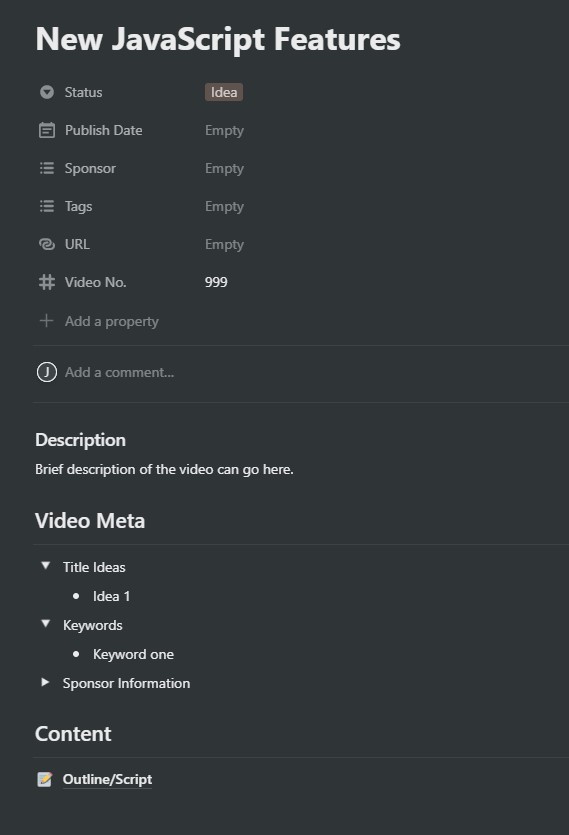 New JavaScript Features
Status Idea
Publish Date Empty
Sponsor Empty
Tags Empty
URL Empty
Video No. 999
Add a property
J Add a comment...
Description
Brief description of the video can go here.
Video Meta
Title Ideas
Idea 1
Keywords
Keyword one
Sponsor Information
Content
Outline/Script